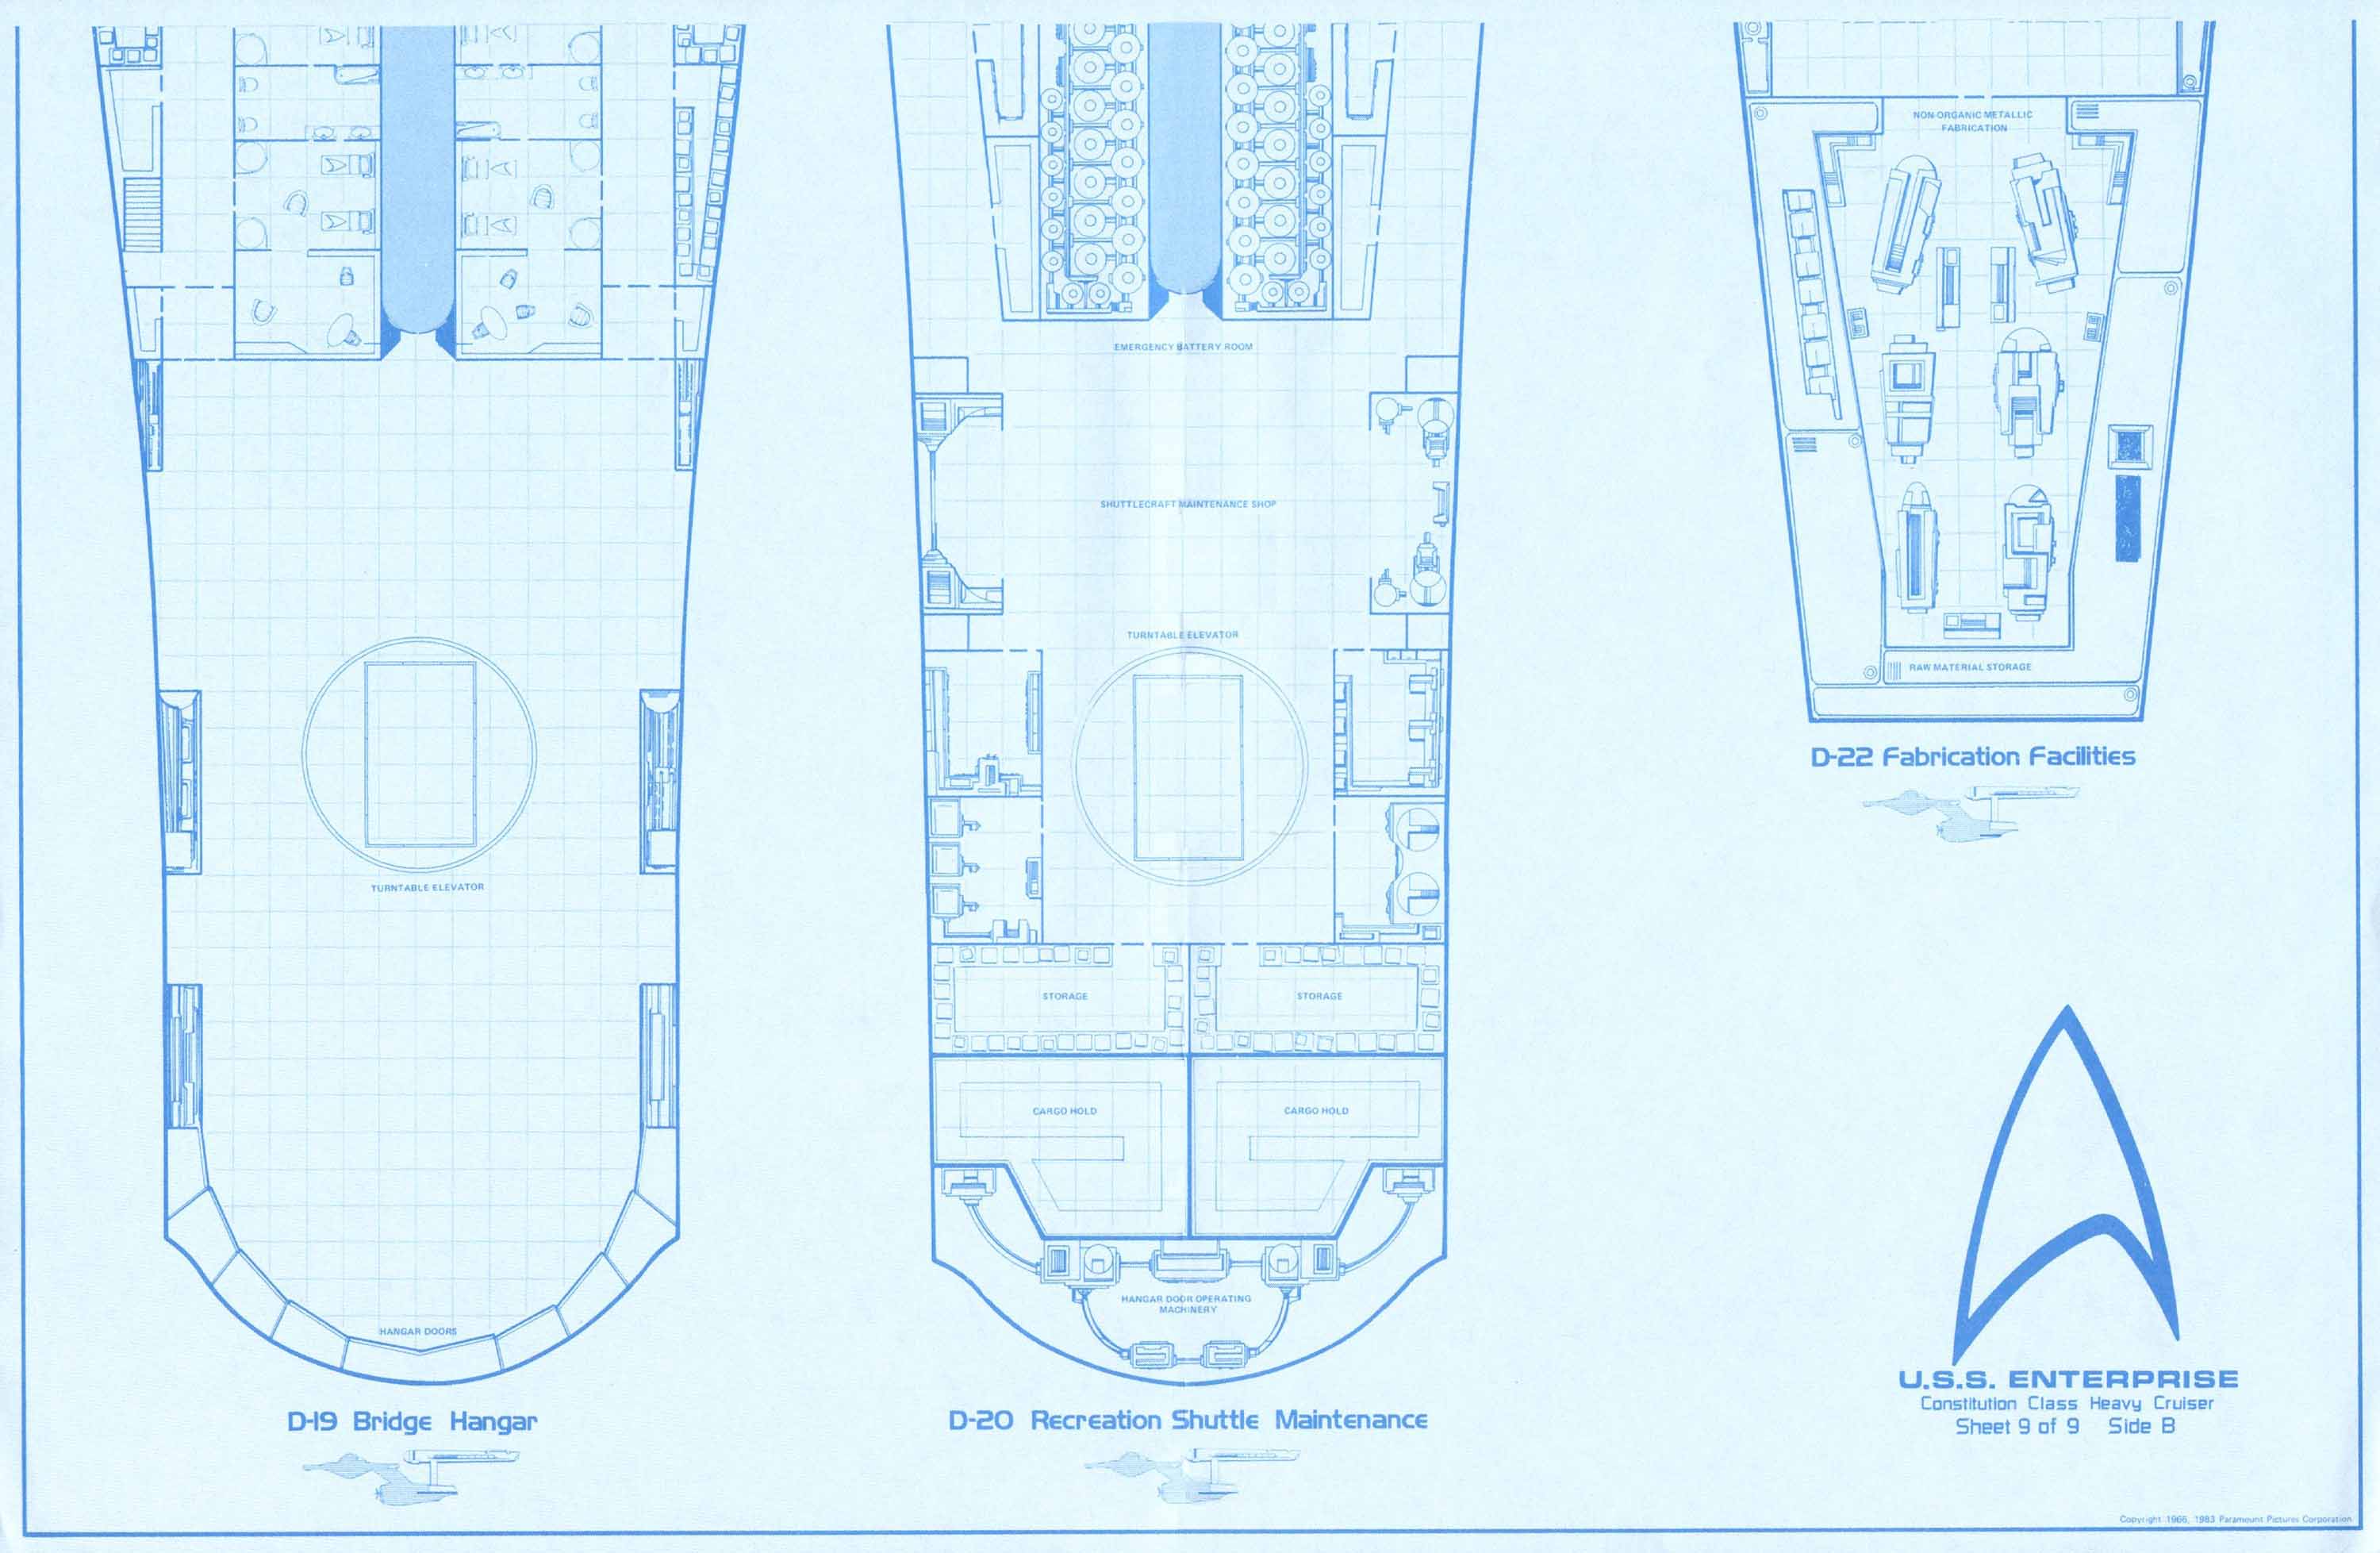 TURNTABLE ELEVATOR
HANGAR DOORS
D-19 Bridge Hangar
EMERGENCY BATTERY ROOM
SHUTTLECRAFT MAINTENANCE SHOP
TURNTABLE ELEVATOR
STORAGE
STORAGE
CARGO HOLD
CARGO HOLD
HANGAR DOOR OPERATING
MACHINERY
D-20 Recreation Shuttle Maintenance
NON-ORGANIC METALLIC
FABRICATION
RAW MATERIAL STORAGE
D-22 Fabrication Facilities
U.S.S. ENTERPRISE
Constitution Class Heavy Cruiser
Sheet 9 of 9 Side B
Copyright 1966, 1983 Paramount Pictures Corporation